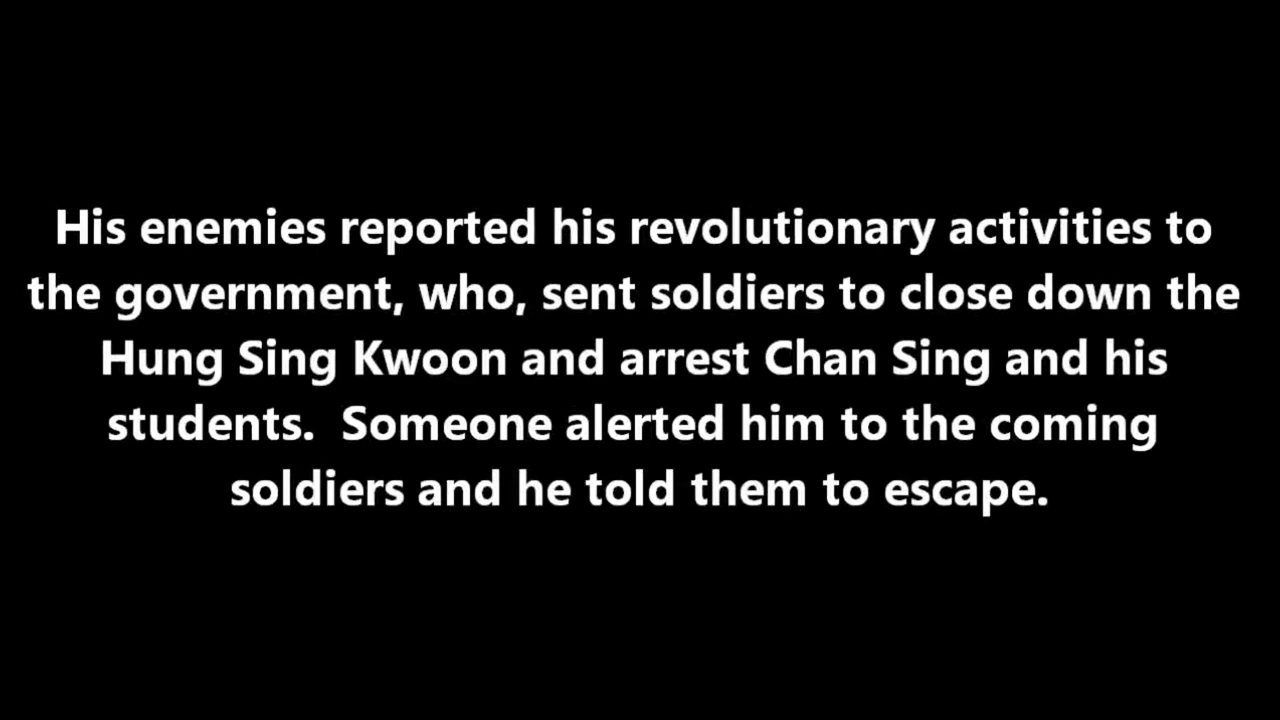 His enemies reported his revolutionary activities to
the government, who, sent soldiers to close down the
Hung Sing Kwoon and arrest Chan Sing and his
students.  Someone alerted him to the coming
soldiers and he told them to escape.